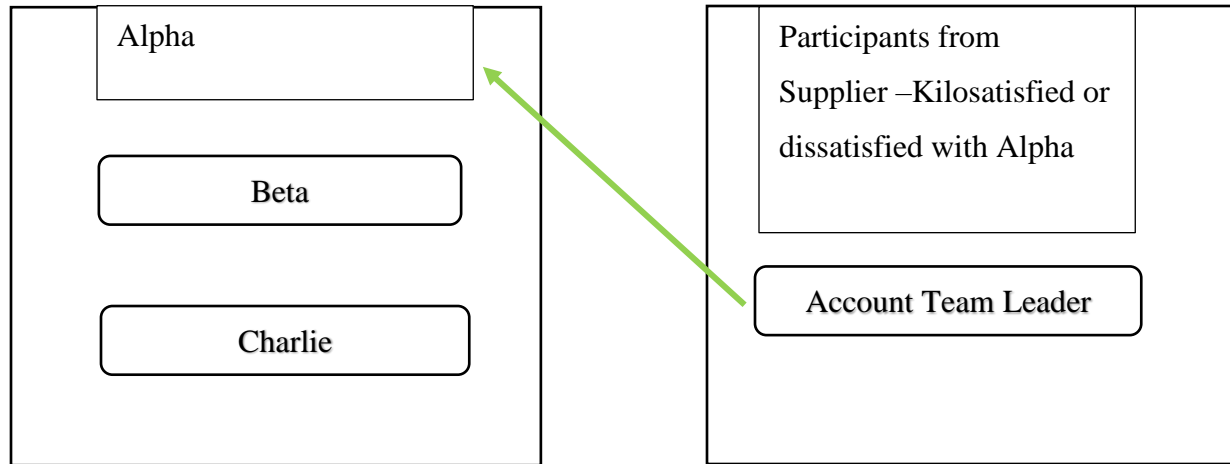 Alpha
Beta
Charlie
Participants from
Supplier –Kilosatisfied or
dissatisfied with Alpha
Account Team Leader